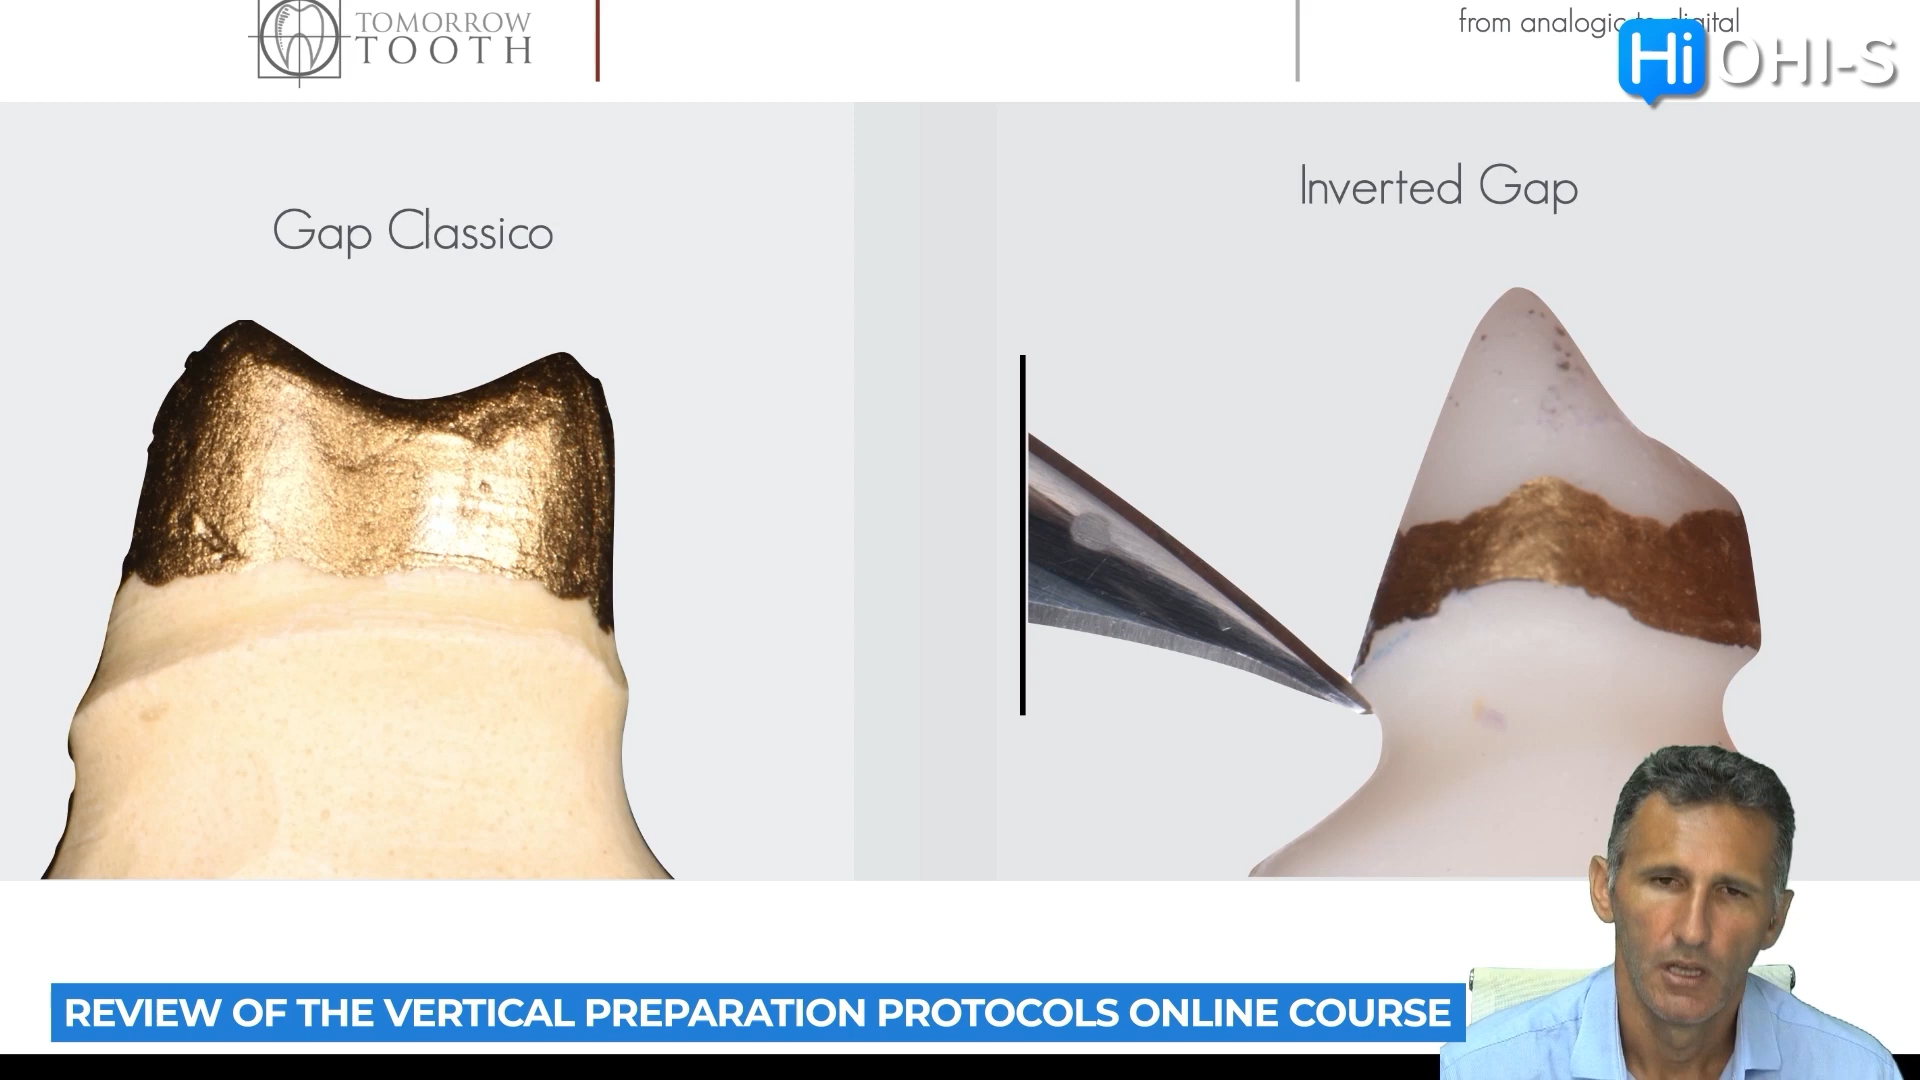 TOMORROW
TOOTH
from analogic to digital
Hi OHI-S
Gap Classico
Inverted Gap
REVIEW OF THE VERTICAL PREPARATION PROTOCOLS ONLINE COURSE